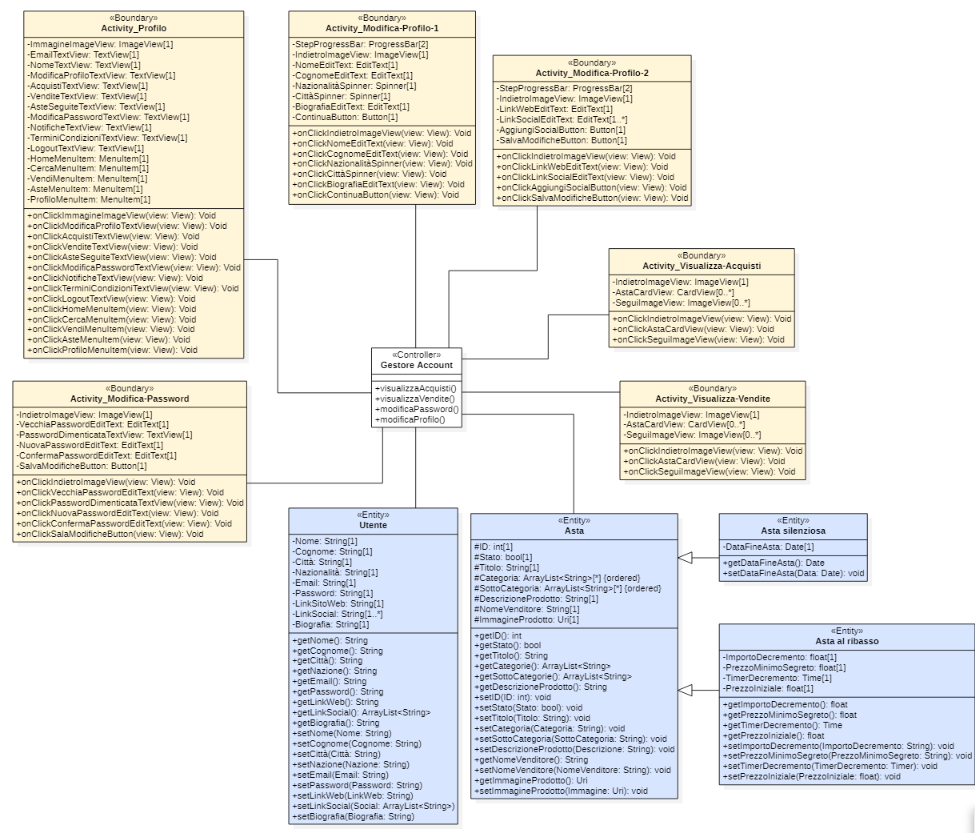 «Boundary»
Activity_Profilo
-ImmagineImageView: ImageView[1]
-EmailTextView: TextView[1]
-NomeTextView: TextView[1]
-ModificaProfiloTextView: TextView[1]
-AcquistiTextView: TextView[1]
-VenditeTextView: TextView[1]
-AsteSeguiteTextView: TextView[1]
-ModificaPasswordTextView: TextView[1]
-NotificheTextView: TextView[1]
-TerminiCondizioniTextView: TextView[1]
-LogoutTextView: TextView[1]
-HomeMenuItem: MenuItem[1]
-CercaMenuItem: MenuItem[1]
-VendiMenuItem: MenuItem[1]
-AsteMenuItem: MenuItem[1]
-ProfiloMenuItem: MenuItem[1]
+onClickImmagineImageView(view: View): Void
+onClickModificaProfiloTextView(view: View): Void
+onClickAcquistiTextView(view: View): Void
+onClickVenditeTextView(view: View): Void
+onClickAsteSeguiteTextView(view: View): Void
+onClickModificaPasswordTextView(view: View): Void
+onClickNotificheTextView(view: View): Void
+onClickTerminiCondizioniTextView(view: View): Void
+onClickLogoutTextView(view: View): Void
+onClickHomeMenuItem(view: View): Void
+onClickCercaMenuItem(view: View): Void
+onClickVendiMenuItem(view: View): Void
+onClickAsteMenuItem(view: View): Void
+onClickProfiloMenuItem(view: View): Void
«Boundary»
Activity_Modifica-Profilo-1
-StepProgressBar: ProgressBar[2]
-IndietroImageView: ImageView[1]
-NomeEditText: EditText[1]
-CognomeEditText: EditText[1]
-NazionalitàSpinner: Spinner[1]
-CittàSpinner: Spinner[1]
-BiografiaEditText: EditText[1]
-ContinuaButton: Button[1]
+onClickIndietroImageView(view: View): Void
+onClickNomeEditText(view: View): Void
+onClickCognomeEditText(view: View): Void
+onClickNazionalitàSpinner(view: View): Void
+onClickCittàSpinner(view: View): Void
+onClickBiografiaEditText(view: View): Void
+onClickContinuaButton(view: View): Void
«Boundary»
Activity_Modifica-Profilo-2
-StepProgressBar: ProgressBar[2]
-IndietroImageView: ImageView[1]
-LinkWebEditText: EditText[1]
-LinkSocialEditText: EditText[1..*]
-AggiungiSocialButton: Button[1]
-SalvaModificheButton: Button[1]
+onClickIndietroImageView(view: View): Void
+onClickLinkWebEditText(view: View): Void
+onClickLinkSocialEditText(view: View): Void
+onClickAggiungiSocialButton(view: View): Void
+onClickSalvaModificheButton(view: View): Void
«Boundary»
Activity_Visualizza-Acquisti
-IndietroImageView: ImageView[1]
-AstaCardView: CardView[0..*]
-SeguiImageView: ImageView[0..*]
+onClickIndietroImageView(view: View): Void
+onClickAstaCardView(view: View): Void
+onClickSeguiImageView(view: View): Void
«Controller»
Gestore Account
+visualizzaAcquisti()
+visualizzaVendite()
+modificaPassword()
+modificaProfilo()
«Boundary»
Activity_Modifica-Password
-IndietroImageView: ImageView[1]
-VecchiaPasswordEditText: EditText[1]
-PasswordDimenticataTextView: TextView[1]
-NuovaPasswordEditText: EditText[1]
-ConfermaPasswordEditText: EditText[1]
-SalvaModificheButton: Button[1]
+onClickIndietroImageView(view: View): Void
+onClickVecchiaPasswordEditText(view: View): Void
+onClickPasswordDimenticataTextView(view: View): Void
+onClickNuovaPasswordEditText(view: View): Void
+onClickConfermaPasswordEditText(view: View): Void
+onClickSalaModificheButton(view: View): Void
«Boundary»
Activity_Visualizza-Vendite
-IndietroImageView: ImageView[1]
-AstaCardView: CardView[0..*]
-SeguiImageView: ImageView[0..*]
+onClickIndietroImageView(view: View): Void
+onClickAstaCardView(view: View): Void
+onClickSeguiImageView(view: View): Void
«Entity»
Utente
-Nome: String[1]
-Cognome: String[1]
-Città: String[1]
-Nazionalità: String[1]
-Email: String[1]
-Password: String[1]
-LinkSitoWeb: String[1]
-LinkSocial: String[1..*]
-Biografia: String[1]
+getNome(): String
+getCognome(): String
+getCittà(): String
+getNazione(): String
+getEmail(): String
+getPassword(): String
+getLinkWeb(): String
+getLinkSocial(): ArrayList<String>
+getBiografia(): String
+setNome(Nome: String)
+setCognome(Cognome: String)
+setCittà(Città: String)
+setNazione(Nazione: String)
+setEmail(Email: String)
+setPassword(Password: String)
+setLinkWeb(LinkWeb: String)
+setLinkSocial(Social: ArrayList<String>)
+setBiografia(Biografia: String)
«Entity»
Asta
#ID: int[1]
#Stato: bool[1]
#Titolo: String[1]
#Categoria: ArrayList<String>[*] {ordered}
#SottoCategoria: ArrayList<String>[*] {ordered}
#DescrizioneProdotto: String[1]
#NomeVenditore: String[1]
#ImmagineProdotto: Uri[1]
+getID(): int
+getStato(): bool
+getTitolo(): String
+getCategorie(): ArrayList<String>
+getSottoCategorie(): ArrayList<String>
+getDescrizioneProdotto(): String
+setID(ID: int): void
+setStato(Stato: bool): void
+setTitolo(Titolo: String): void
+setCategoria(Categoria: String): void
+setSottoCategoria(SottoCategoria: String): void
+setDescrizioneProdotto(Descrizione: String): void
+getNomeVenditore(): String
+setNomeVenditore(NomeVenditore: String): void
+getImmagineProdotto(): Uri
+setImmagineProdotto(Immagine: Uri): void
«Entity»
Asta silenziosa
-DataFineAsta: Date[1]
+getDataFineAsta(): Date
+setDataFineAsta(Data: Date): void
«Entity»
Asta al ribasso
-ImportoDecremento: float[1]
-PrezzoMinimoSegreto: float[1]
-TimerDecremento: Time[1]
-PrezzoIniziale: float[1]
+getImportoDecremento(): float
+getPrezzoMinimoSegreto(): float
+getTimerDecremento(): Time
+getPrezzoIniziale(): float
+setImportoDecremento(ImportoDecremento: String): void
+setPrezzoMinimoSegreto(PrezzoMinimoSegreto: String): void
+setTimerDecremento(TimerDecremento: Timer): void
+setPrezzoIniziale(PrezzoIniziale: float): void